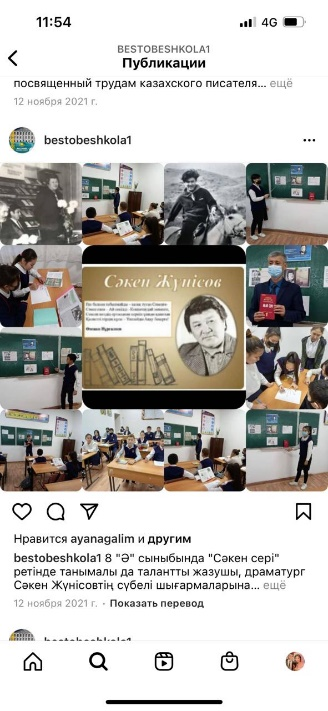 11:54
4G
BESTOBESHKOLA1
Публикации
посвященный трудам казахского писателя... ещё
12 ноября 2021 г.
bestobeshkola1
Сәкен Жүнісов
Нравится ayanagalim и другим
bestobeshkola1 8 "Ә" сыныбында "Сәкен сері"
ретінде танымалы да талантты жазушы, драматург
Сәкен Жүнісовтің сүбелі шығармаларына... ещё
12 ноября 2021 г. • Показать перевод